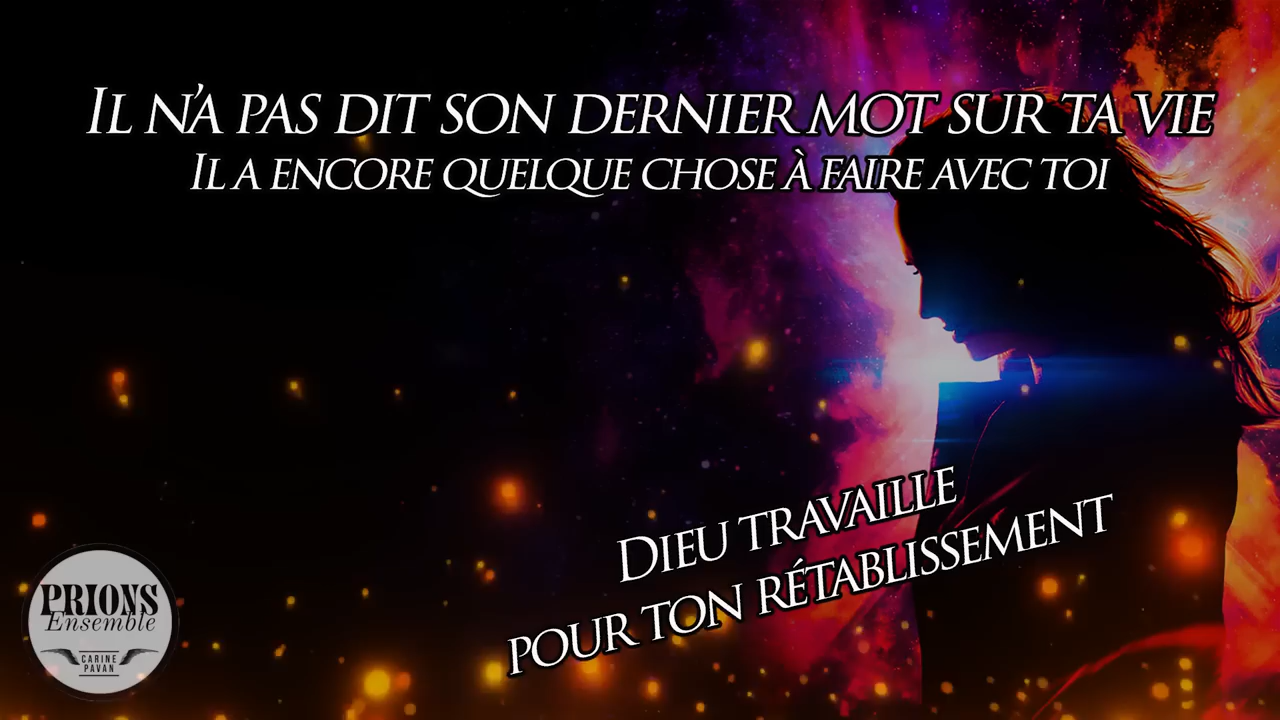 Il n'a pas dit son dernier mot sur ta vie
Il a encore quelque chose à faire avec toi
Dieu travaille
pour ton rétablissement
PRIONS
Ensemble
CARINE
PAVAN